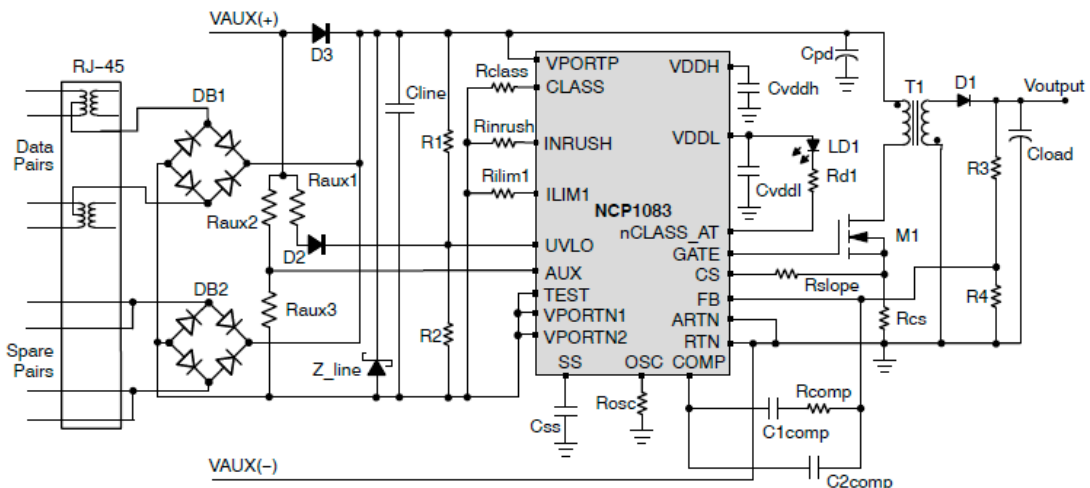 VAUX(+)
D3
RJ-45
DB1
Data
Pairs
Raux1
Raux2
D2
DB2
Raux3
Spare
Pairs
Z_line
Cline
R1
R2
Rclass
Rinrush
Rilim1
VPORTP
CLASS
INRUSH
ILIM1
NCP1083
UVLO
AUX
TEST
VPORTN1
VPORTN2
SS
OSC
COMP
VDDH
VDDL
nCLASS_AT
GATE
CS
FB
ARTN
RTN
Cpd
Cvddh
Cvddl
LD1
Rd1
T1
D1
Voutput
Cload
R3
R4
M1
Rslope
Rcs
Css
Rosc
Rcomp
C1comp
C2comp
VAUX(−)